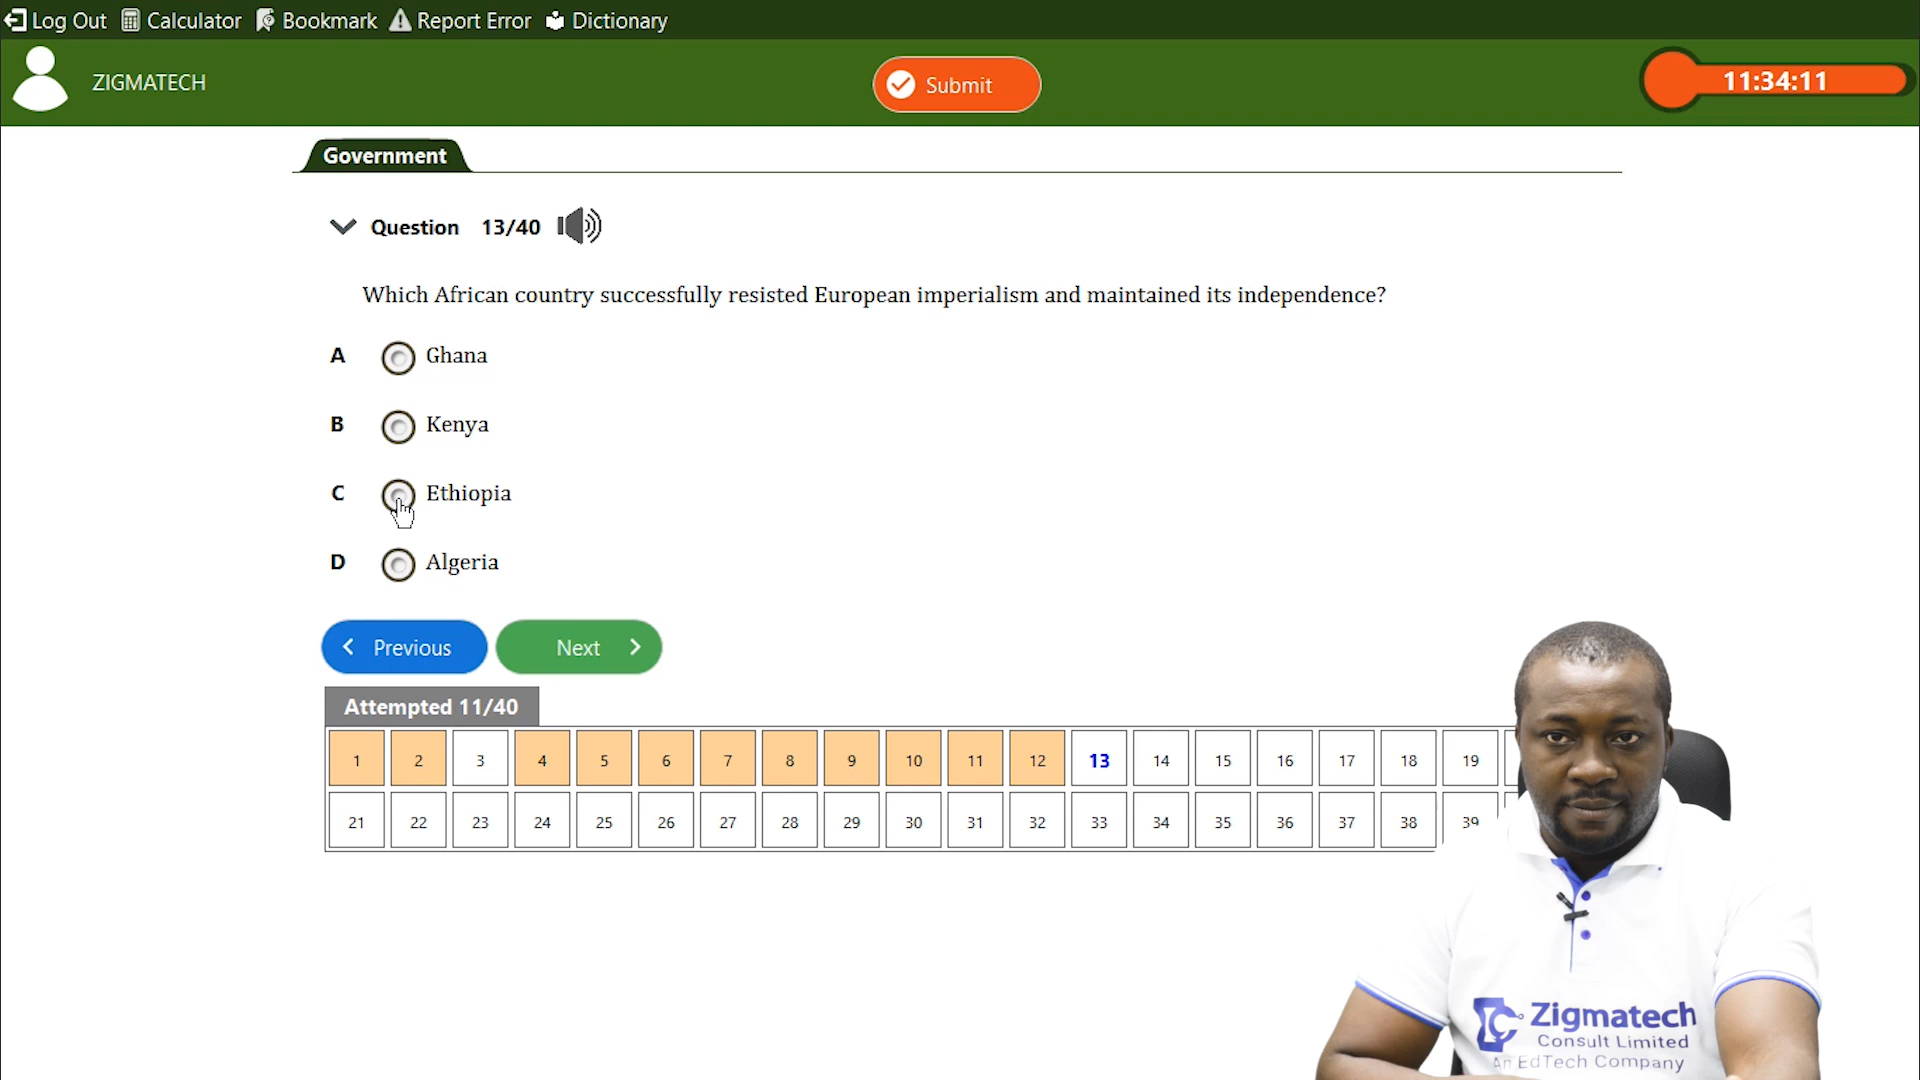 Log Out Calculator Bookmark Report Error Dictionary
ZIGMATECH
Submit
11:34:11
Government
Question 13/40
Which African country successfully resisted European imperialism and maintained its independence?
A Ghana
B Kenya
C Ethiopia
D Algeria
Previous Next
Attempted 11/40
1 2 3 4 5 6 7 8 9 10 11 12 13 14 15 16 17 18 19
21 22 23 24 25 26 27 28 29 30 31 32 33 34 35 36 37 38 39
Zigmatech
Consult Limited
An EdTech Company